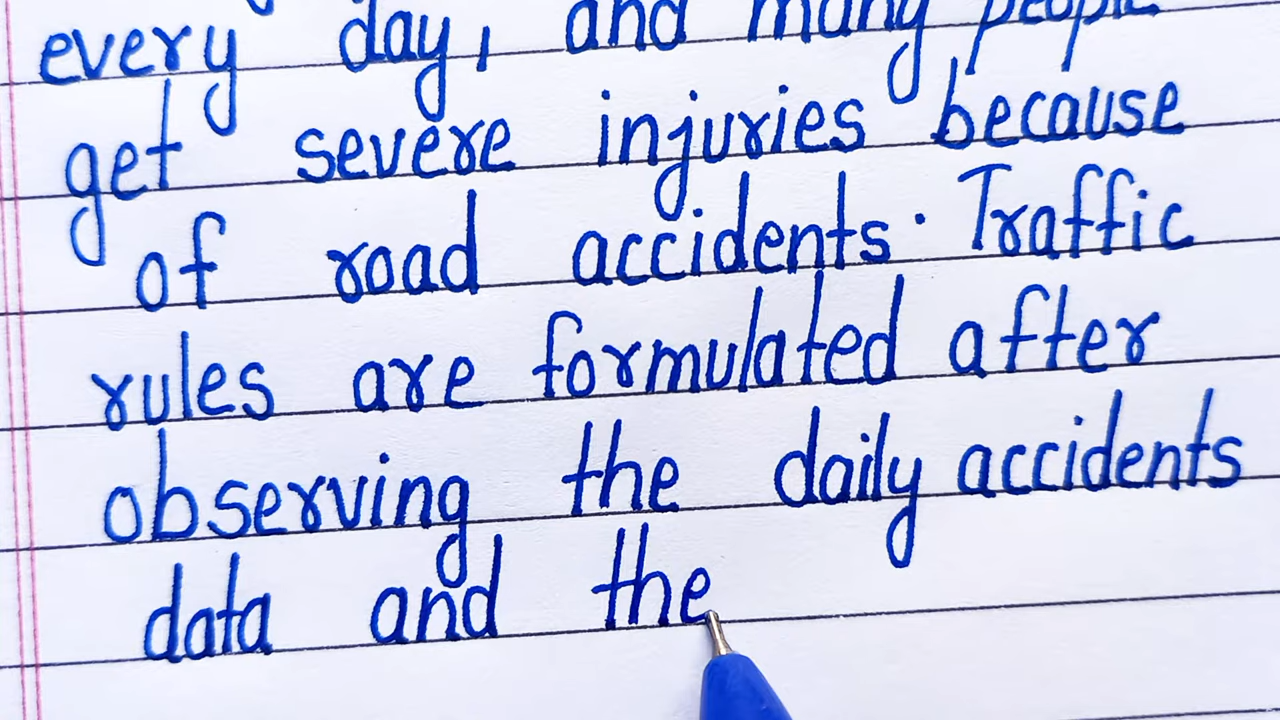 every day, and many people
get severe injuries because
of road accidents. Traffic
rules are formulated after
observing the daily accidents
data and the